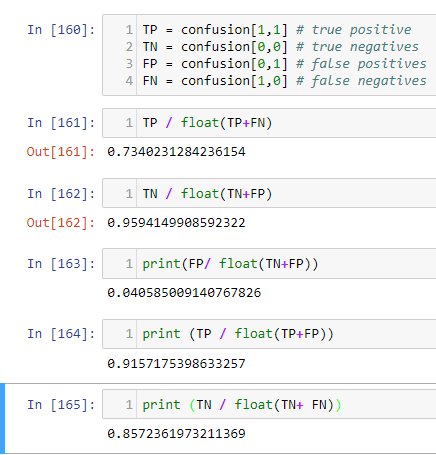 In [160]: 1 TP = confusion[1,1] # true positive
2 TN = confusion[0,0] # true negatives
3 FP = confusion[0,1] # false positives
4 FN = confusion[1,0] # false negatives
In [161]: 1 TP / float(TP+FN)
Out[161]: 0.7340231284236154
In [162]: 1 TN / float(TN+FP)
Out[162]: 0.9594149908592322
In [163]: 1 print(FP/ float(TN+FP))
0.040585009140767826
In [164]: 1 print (TP / float(TP+FP))
0.9157175398633257
In [165]: 1 print (TN / float(TN+ FN))
0.8572361973211369